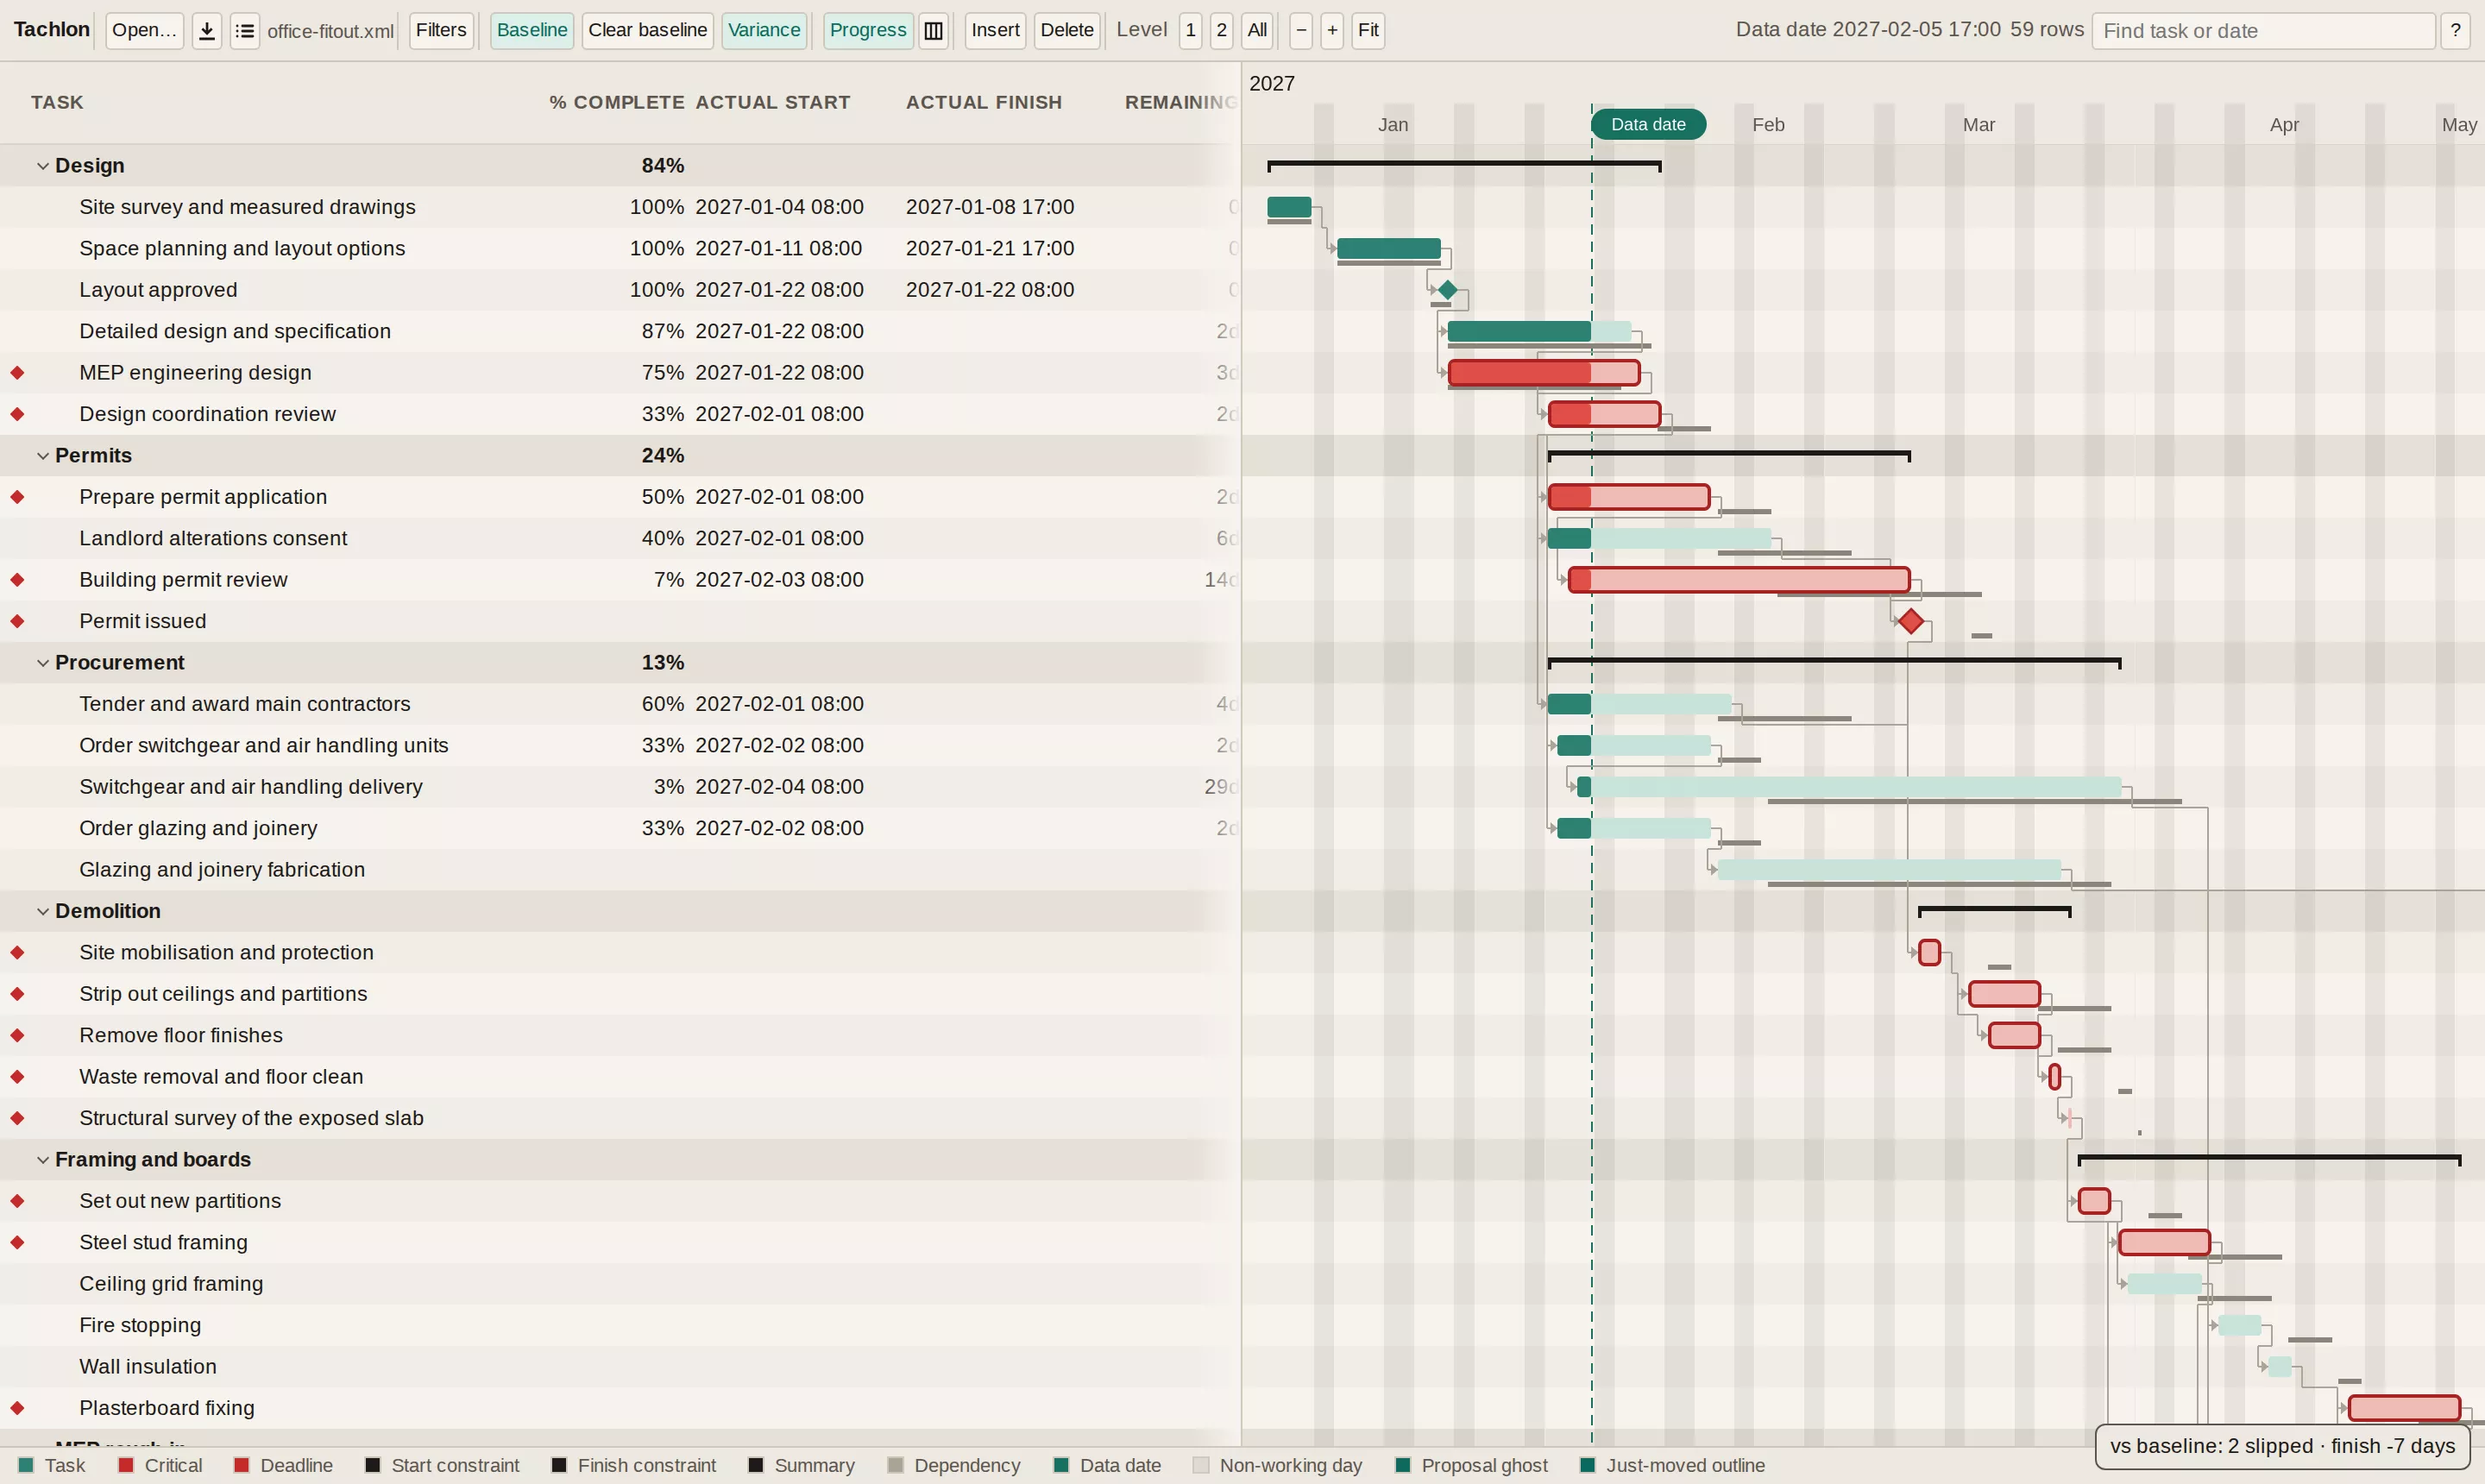 Tachlon Open… office-fitout.xml Filters Baseline Clear baseline Variance Progress Insert Delete Level 1 2 All − + Fit Data date 2027-02-05 17:00 59 rows Find task or date ?
2027
TASK % COMPLETE ACTUAL START ACTUAL FINISH REMAINING
Jan Data date Feb Mar Apr May
Design 84%
Site survey and measured drawings 100% 2027-01-04 08:00 2027-01-08 17:00 0
Space planning and layout options 100% 2027-01-11 08:00 2027-01-21 17:00 0
Layout approved 100% 2027-01-22 08:00 2027-01-22 08:00 0
Detailed design and specification 87% 2027-01-22 08:00 2d
MEP engineering design 75% 2027-01-22 08:00 3d
Design coordination review 33% 2027-02-01 08:00 2d
Permits 24%
Prepare permit application 50% 2027-02-01 08:00 2d
Landlord alterations consent 40% 2027-02-01 08:00 6d
Building permit review 7% 2027-02-03 08:00 14d
Permit issued
Procurement 13%
Tender and award main contractors 60% 2027-02-01 08:00 4d
Order switchgear and air handling units 33% 2027-02-02 08:00 2d
Switchgear and air handling delivery 3% 2027-02-04 08:00 29d
Order glazing and joinery 33% 2027-02-02 08:00 2d
Glazing and joinery fabrication
Demolition
Site mobilisation and protection
Strip out ceilings and partitions
Remove floor finishes
Waste removal and floor clean
Structural survey of the exposed slab
Framing and boards
Set out new partitions
Steel stud framing
Ceiling grid framing
Fire stopping
Wall insulation
Plasterboard fixing
vs baseline: 2 slipped · finish -7 days
Task Critical Deadline Start constraint Finish constraint Summary Dependency Data date Non-working day Proposal ghost Just-moved outline